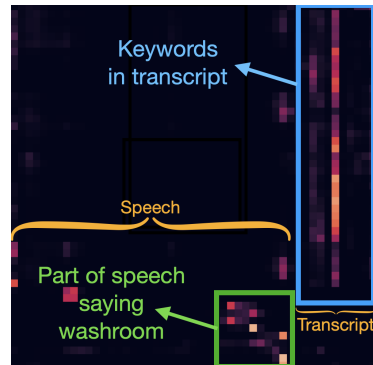 Keywords
in transcript
Speech
Part of speech
saying
washroom
Transcript